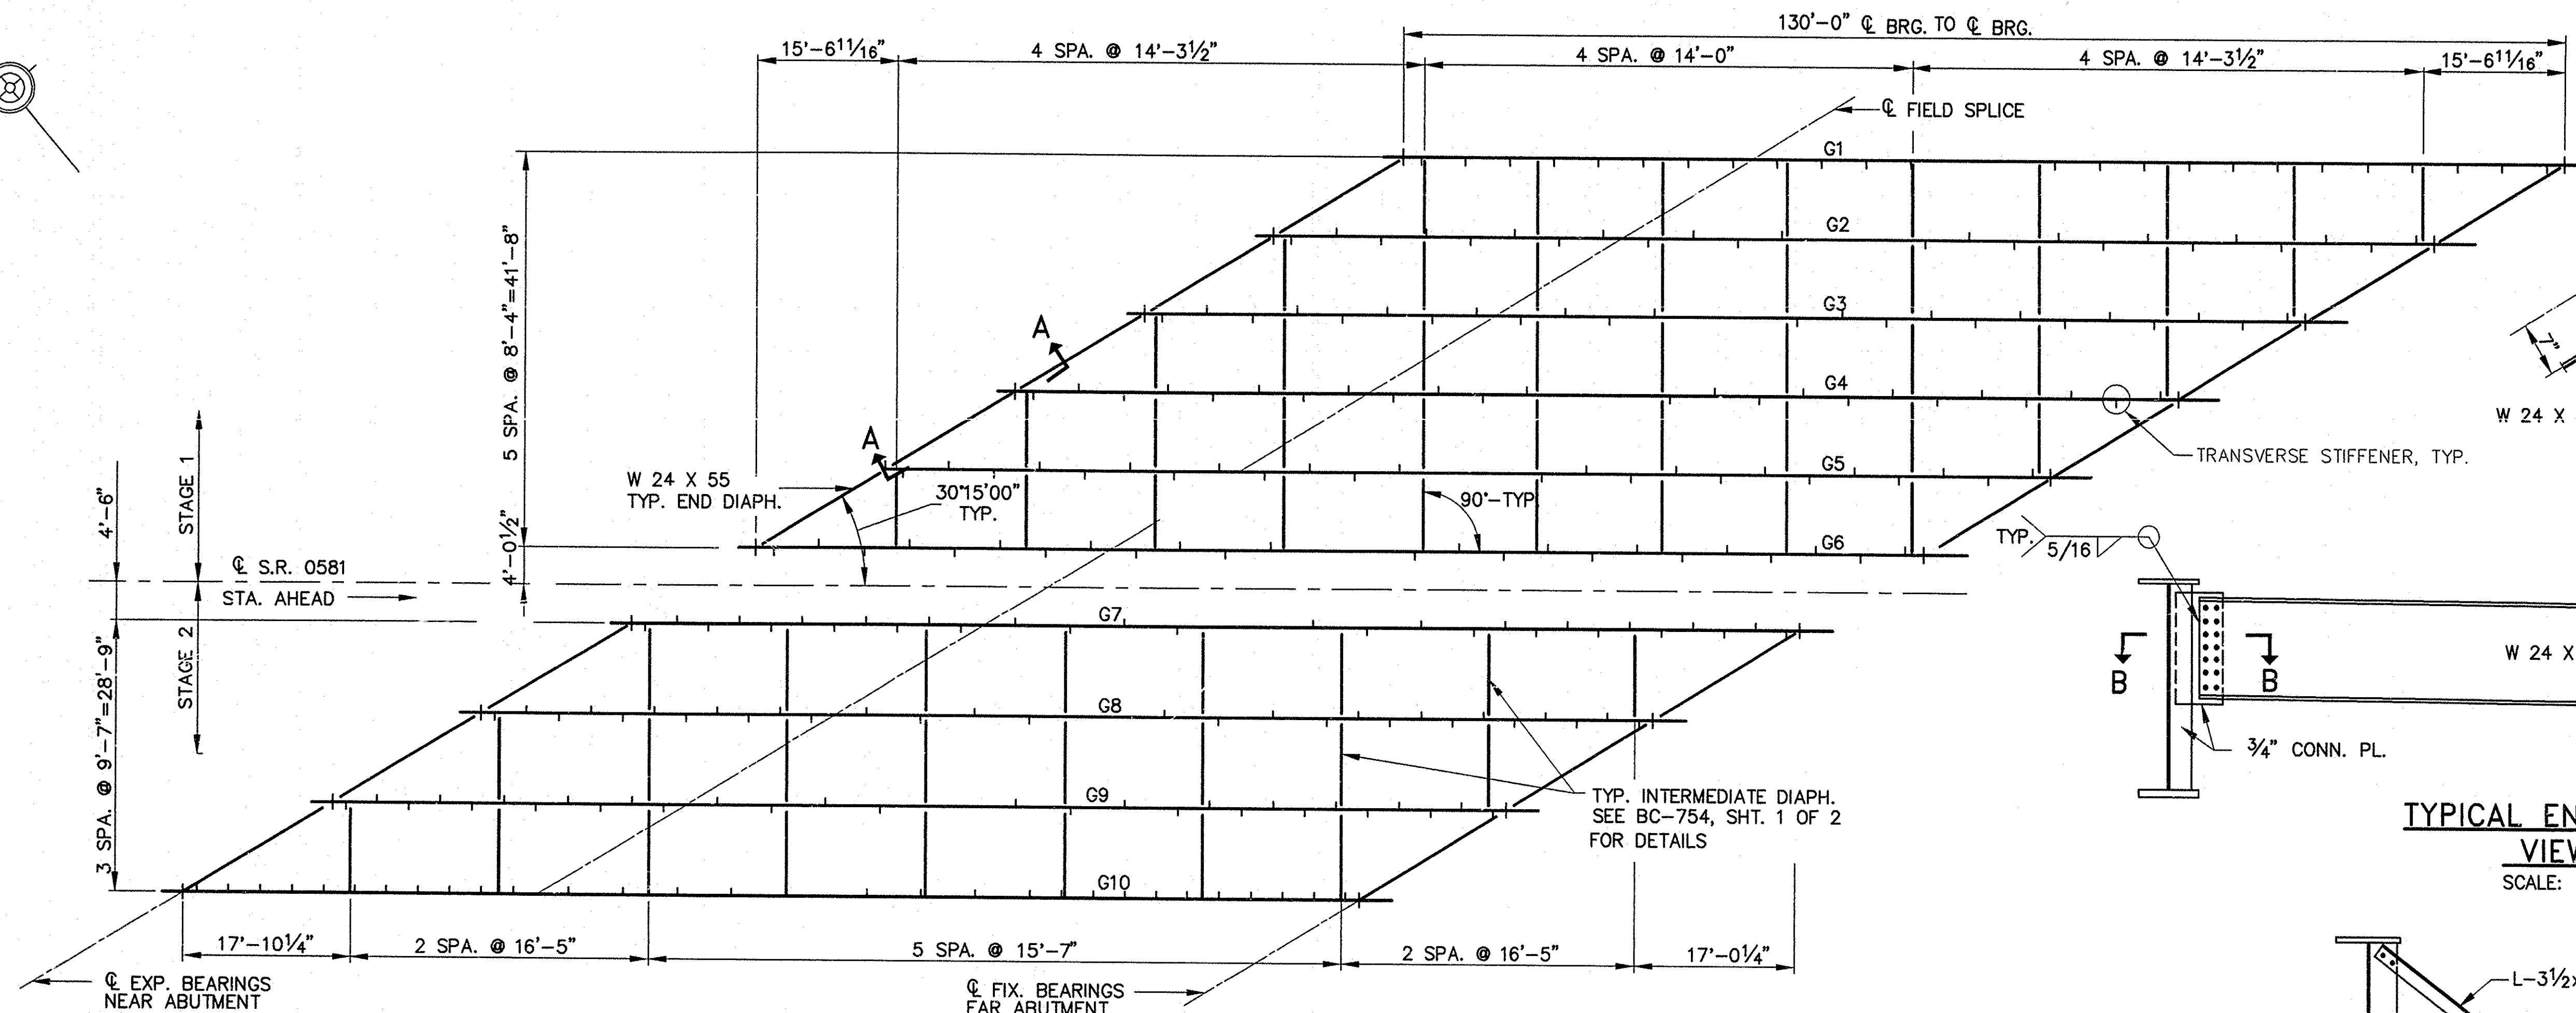 130'-0" ℄ BRG. TO ℄ BRG.
15'-6 11/16"
4 SPA. @ 14'-3½"
4 SPA. @ 14'-0"
4 SPA. @ 14'-3½"
15'-6 11/16"
℄ FIELD SPLICE
G1
G2
G3
G4
G5
G6
5 SPA. @ 8'-4"=41'-8"
A
A
W 24 X 55
TYP. END DIAPH.
30°15'00"
TYP.
90°-TYP.
TRANSVERSE STIFFENER, TYP.
7"
W 24 X
4'-6"
STAGE 1
4'-0½"
℄ S.R. 0581
STA. AHEAD
STAGE 2
3 SPA. @ 9'-7"=28'-9"
G7
G8
G9
G10
TYP. INTERMEDIATE DIAPH.
SEE BC-754, SHT. 1 OF 2
FOR DETAILS
17'-10¼"
2 SPA. @ 16'-5"
5 SPA. @ 15'-7"
2 SPA. @ 16'-5"
17'-0¼"
℄ EXP. BEARINGS
NEAR ABUTMENT
℄ FIX. BEARINGS
FAR ABUTMENT
TYP.
5/16
B
B
W 24 X
¾" CONN. PL.
TYPICAL EN
VIEW
SCALE:
L-3½x